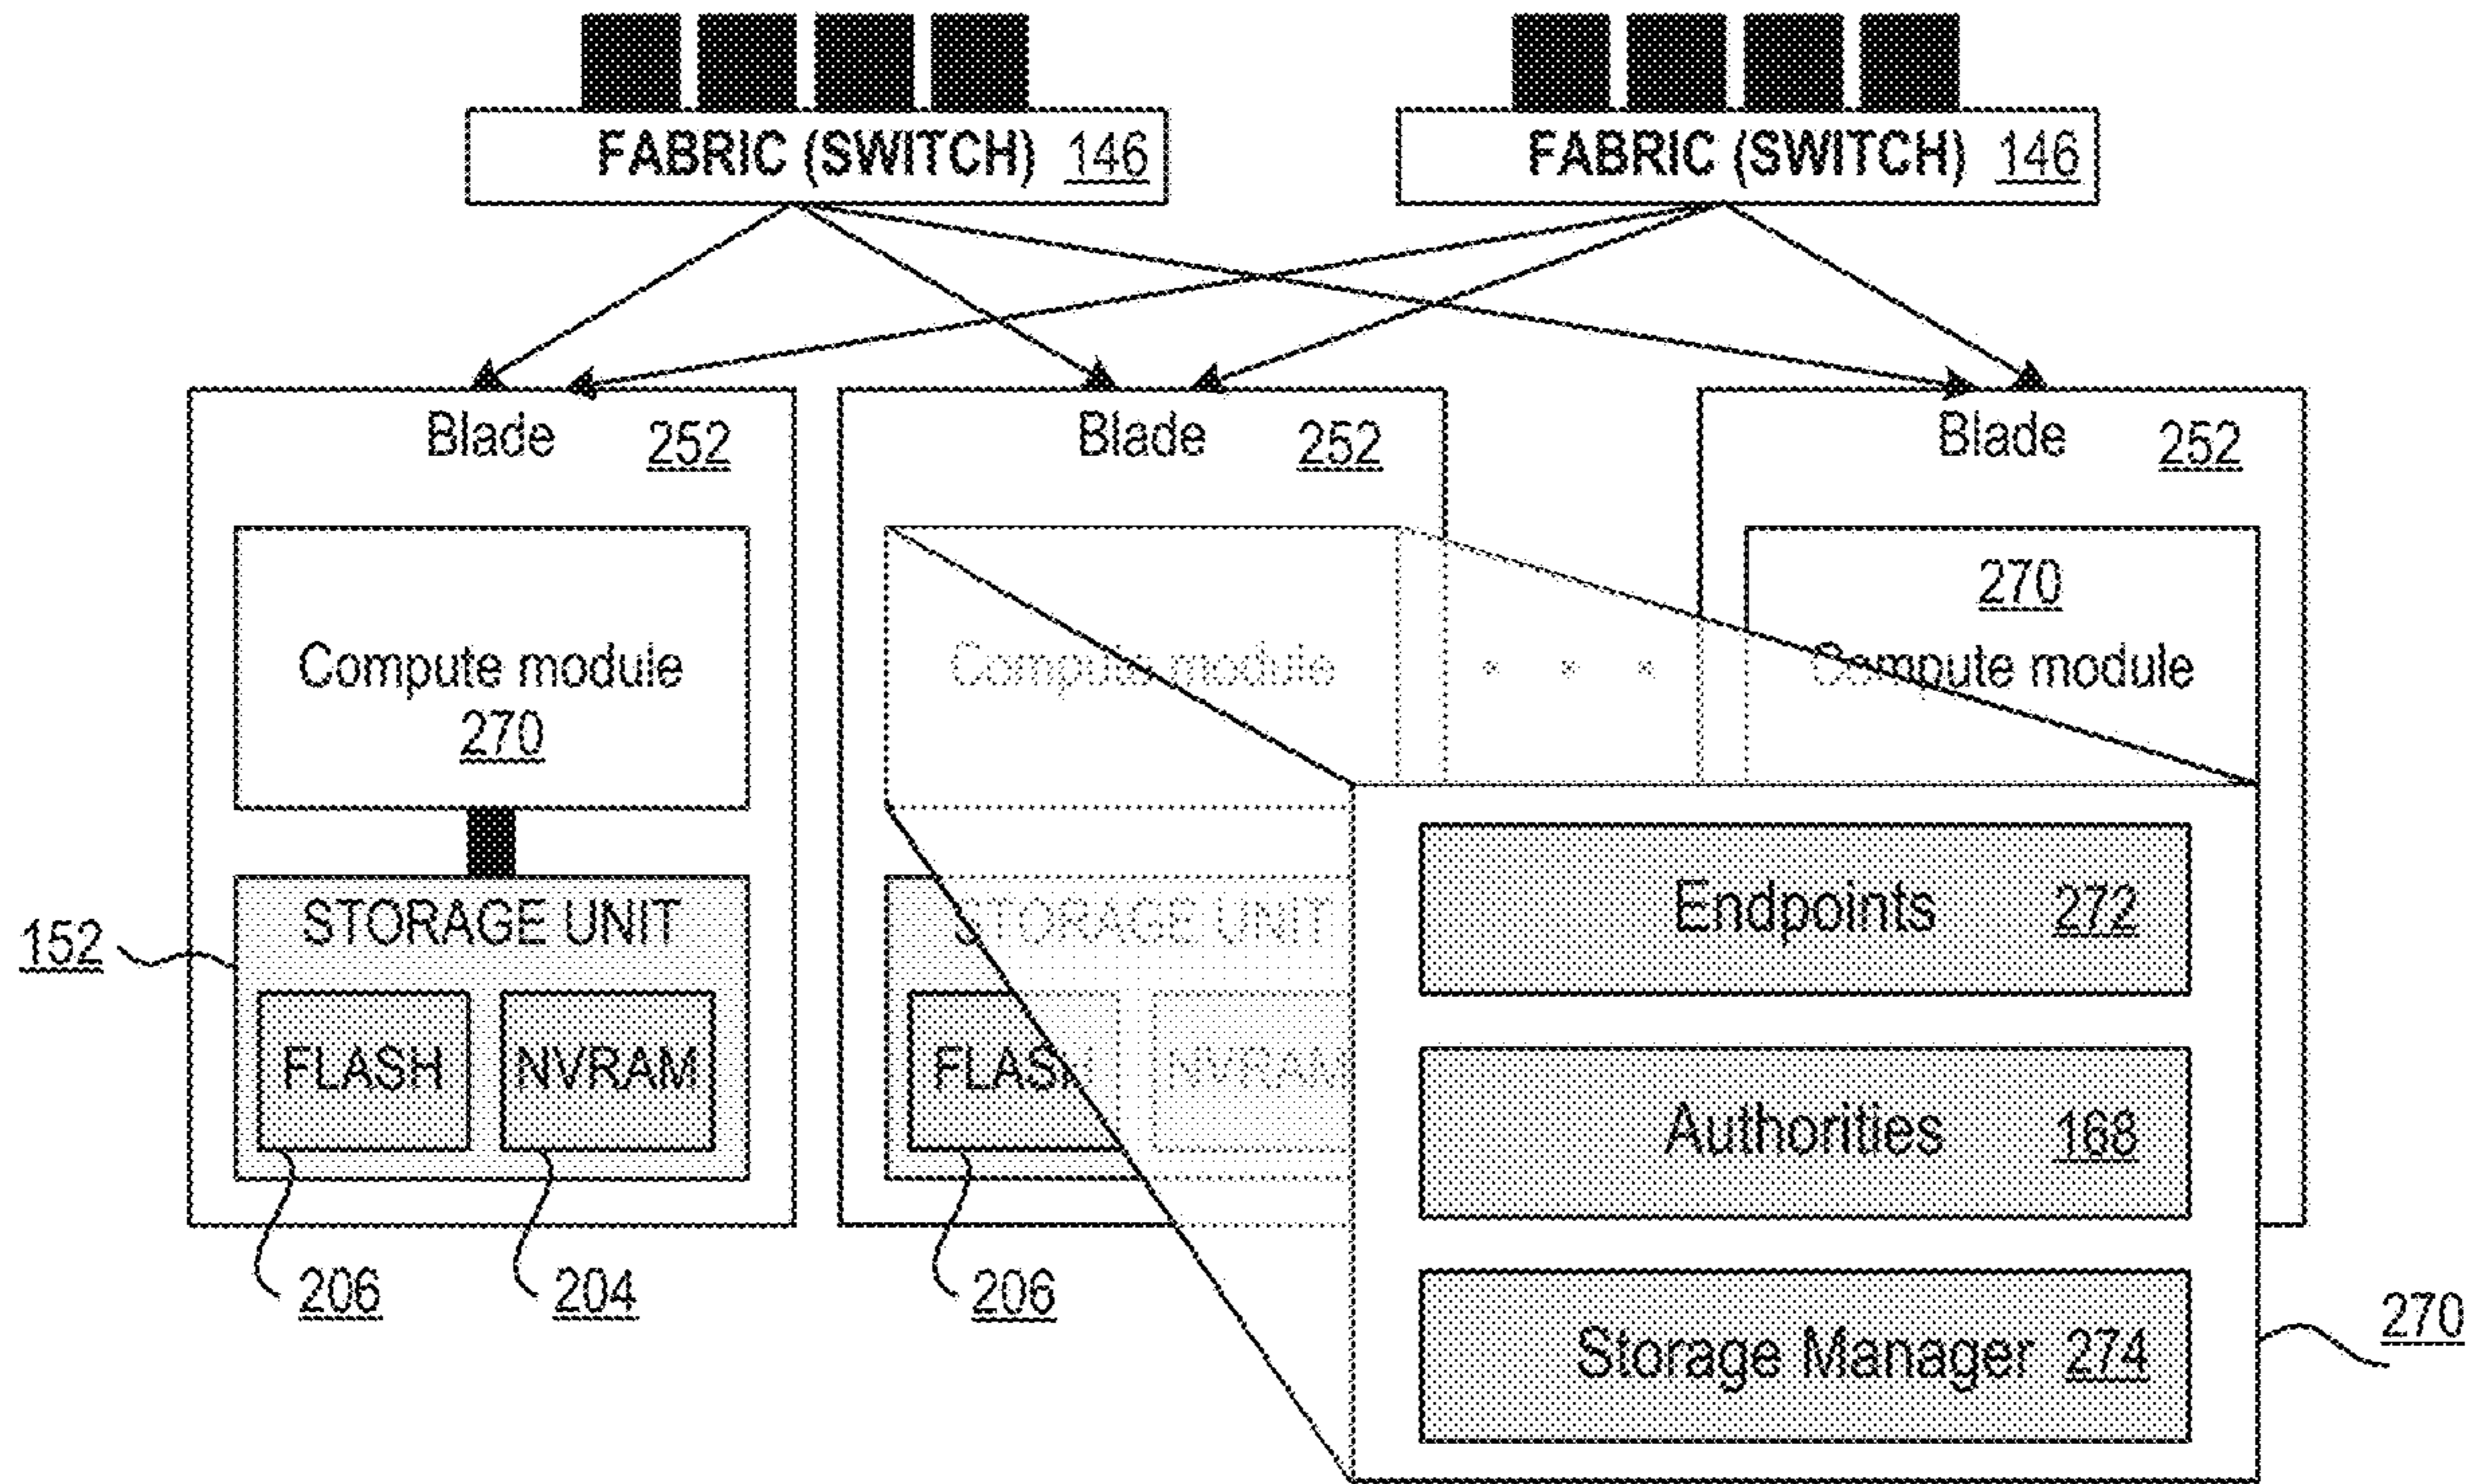 FABRIC (SWITCH) 146
FABRIC (SWITCH) 146
Blade 252
Blade 252
Blade 252
Compute module
270
Compute module
270
Compute module
152
STORAGE UNIT
FLASH
NVRAM
206
204
STORAGE UNIT
FLASH
NVRAM
206
Endpoints 272
Authorities 168
Storage Manager 274
270